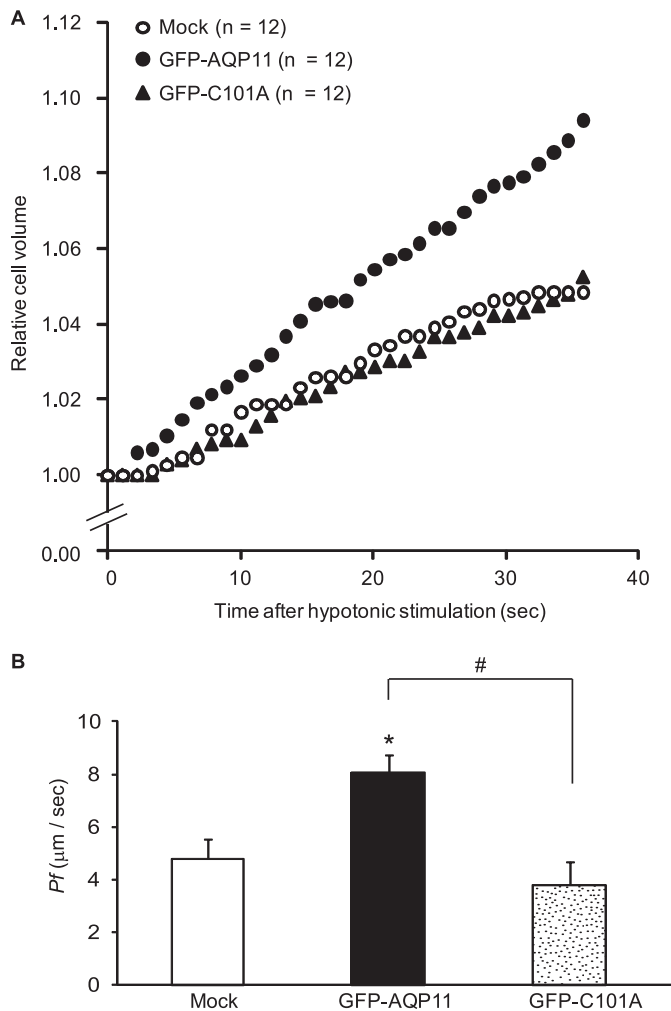 A
1.12
Mock (n = 12)
GFP-AQP11 (n = 12)
GFP-C101A (n = 12)
1.10
1.08
1.06
1.04
1.02
1.00
0.00
Relative cell volume
0 10 20 30 40
Time after hypotonic stimulation (sec)
B
#
*
10
8
6
4
2
0
Pf (μm / sec)
Mock GFP-AQP11 GFP-C101A